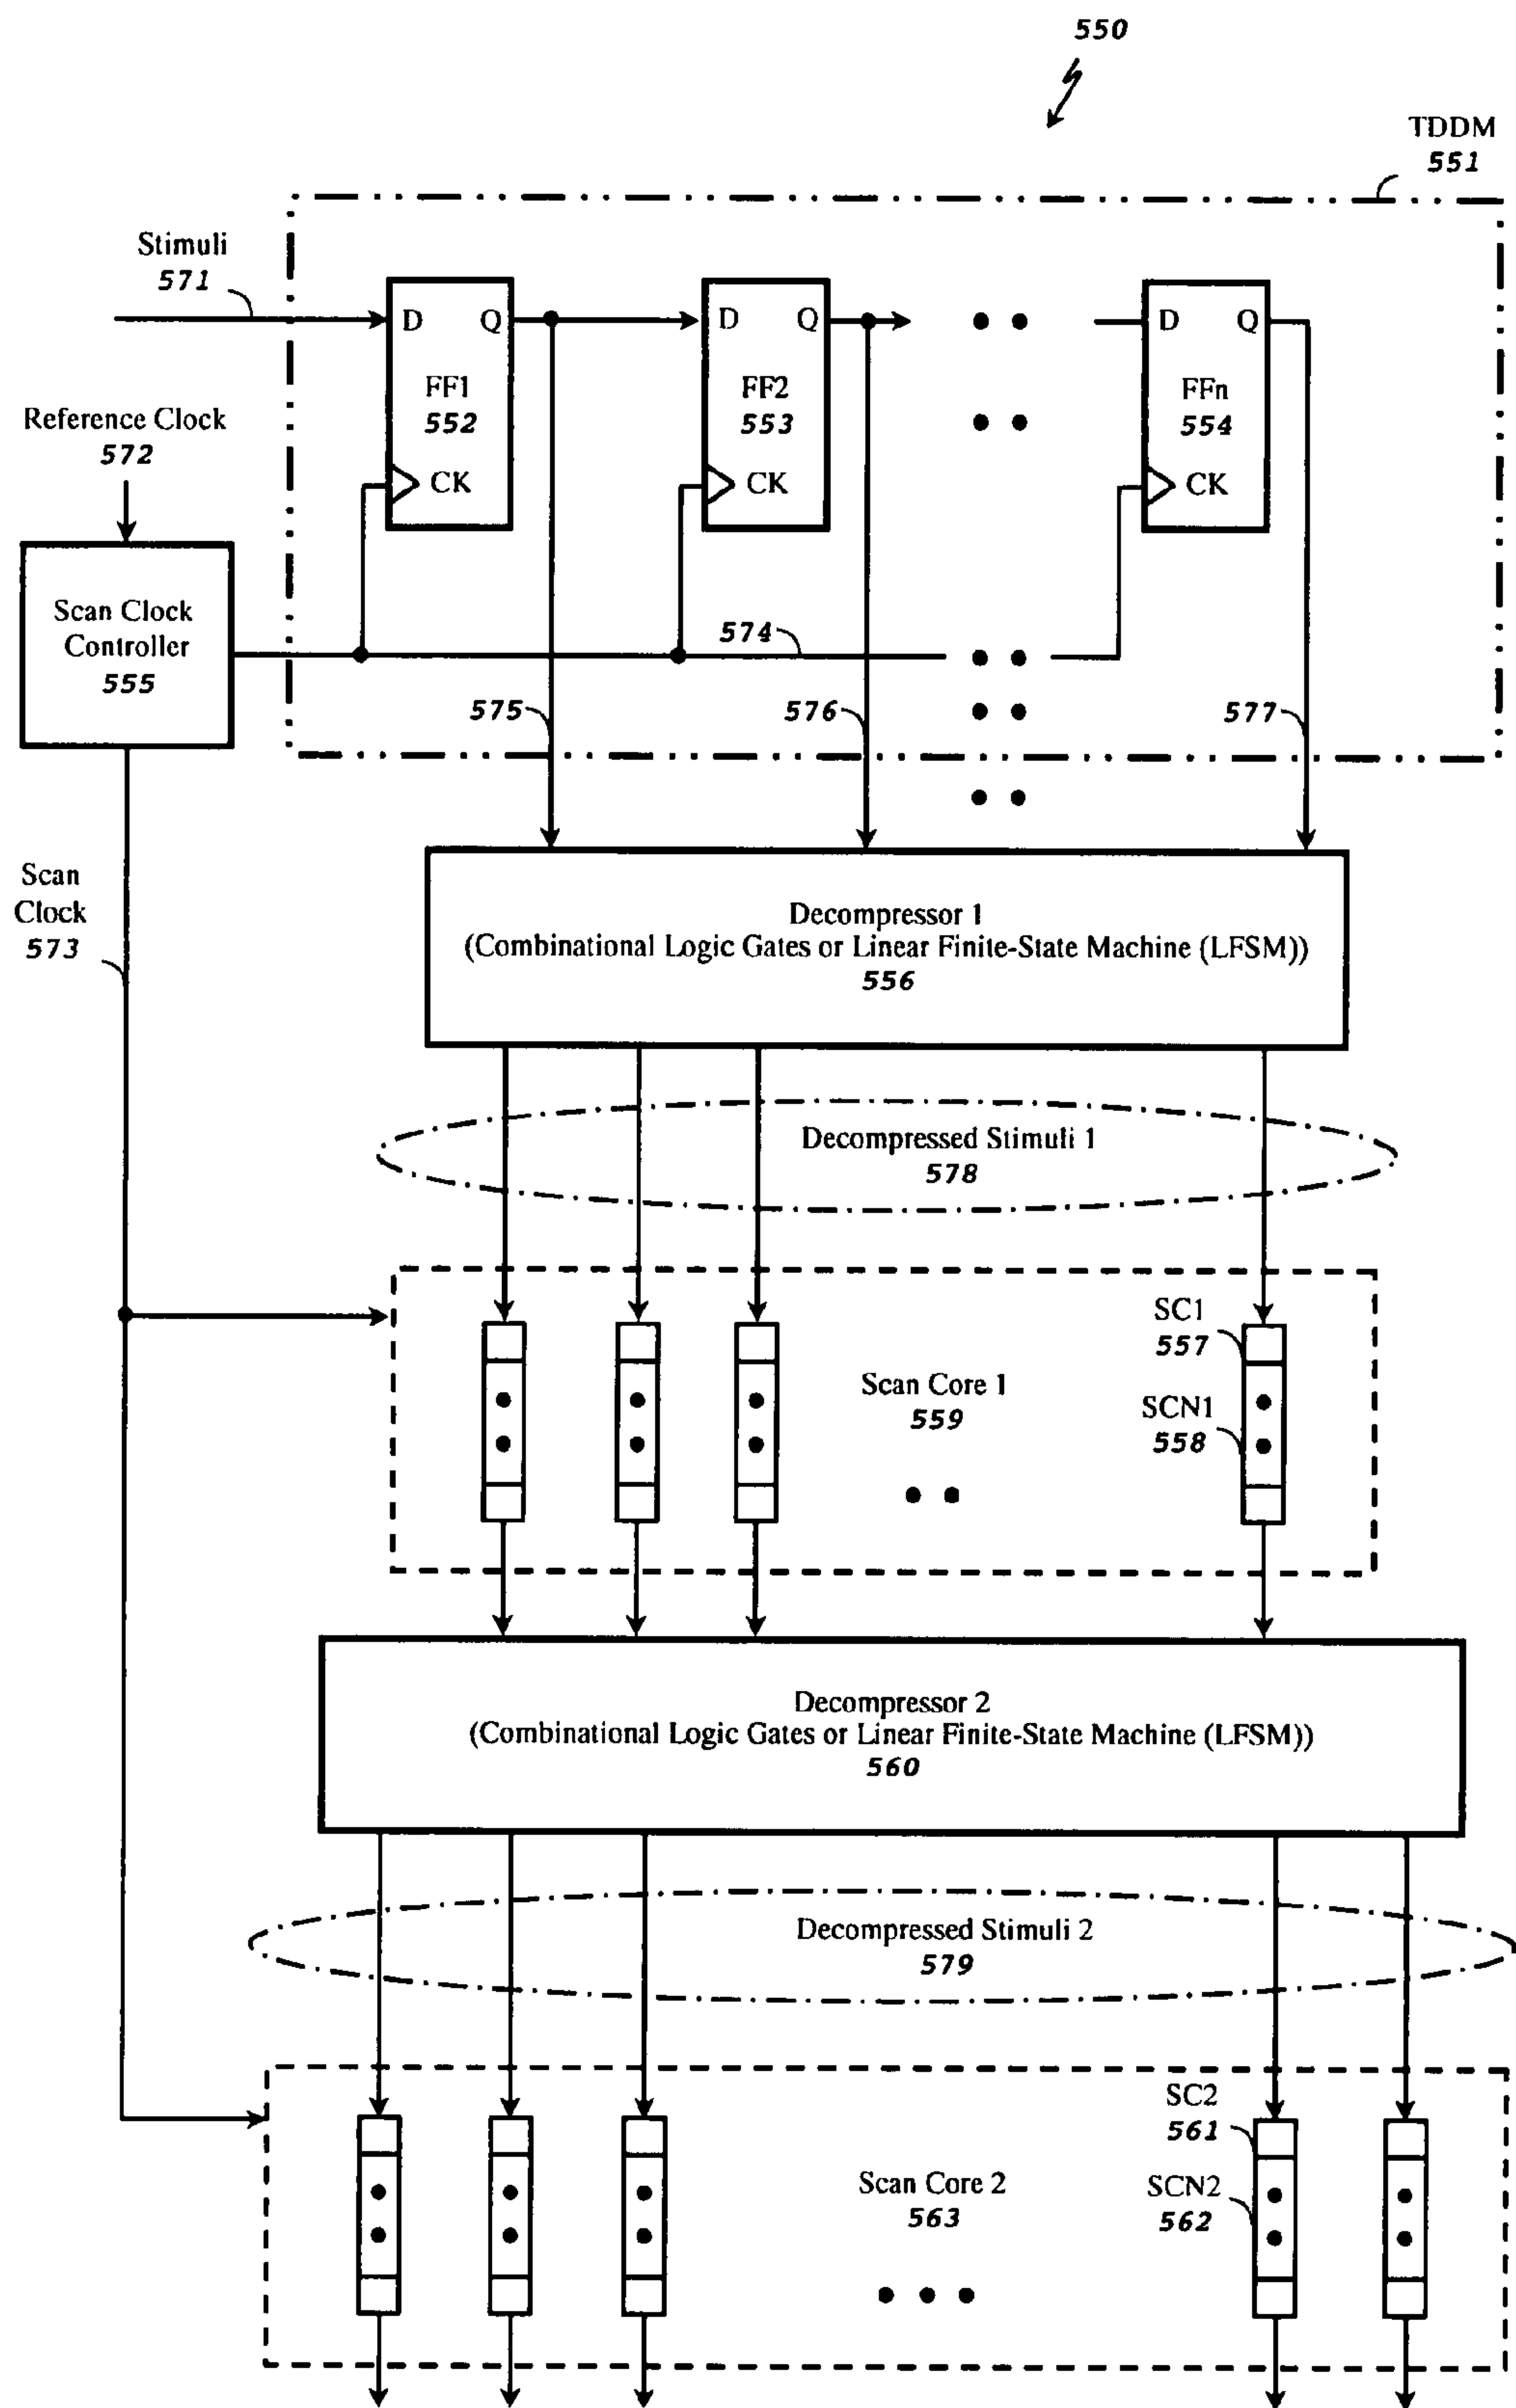 550
TDDM
551
Stimuli
571
D Q
FF1
552
CK
D Q
FF2
553
CK
D Q
FFn
554
CK
Reference Clock
572
Scan Clock
Controller
555
574
575
576
577
Scan
Clock
573
Decompressor 1
(Combinational Logic Gates or Linear Finite-State Machine (LFSM))
556
Decompressed Stimuli 1
578
SC1
557
Scan Core 1
559
SCN1
558
Decompressor 2
(Combinational Logic Gates or Linear Finite-State Machine (LFSM))
560
Decompressed Stimuli 2
579
SC2
561
Scan Core 2
563
SCN2
562